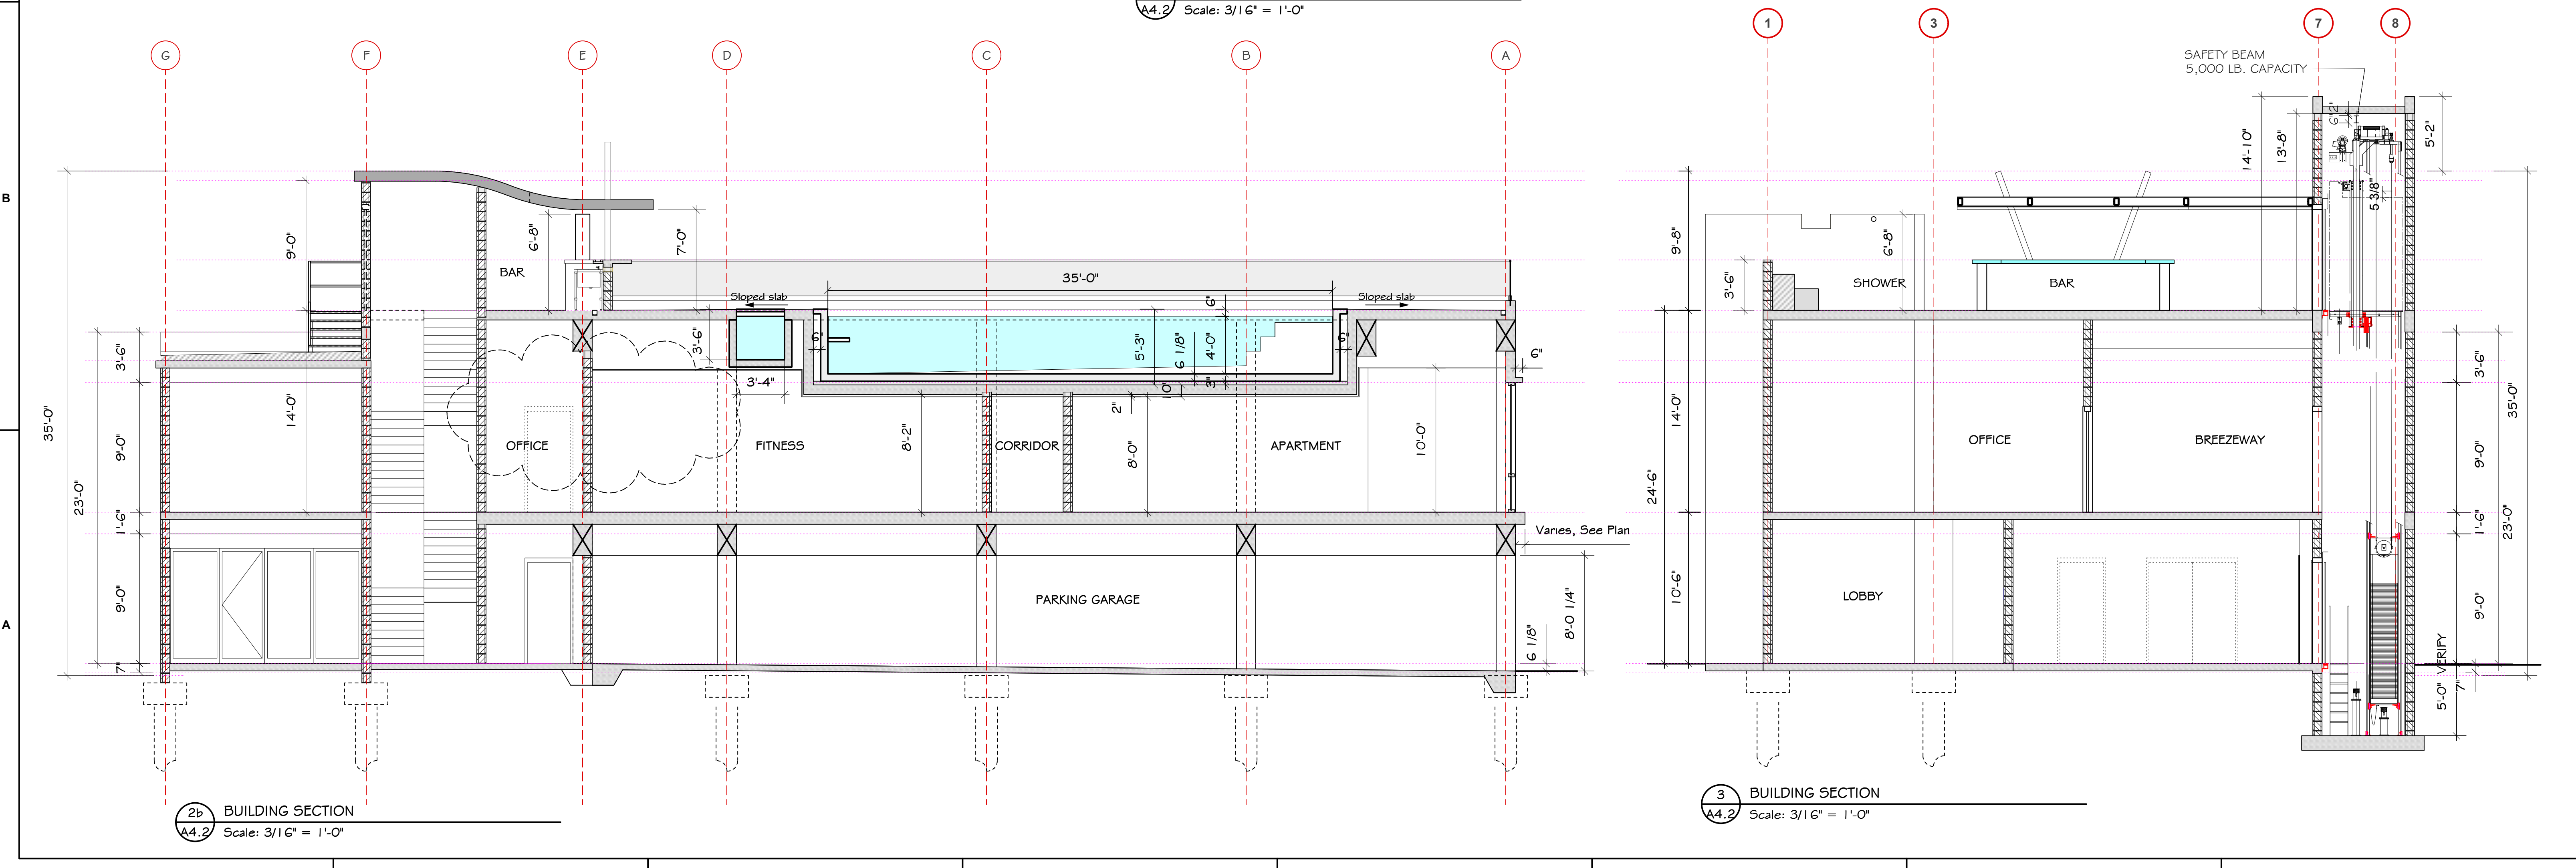 A4.2 Scale: 3/16" = 1'-0"
G F E D C B A
B
A
9'-0"
BAR
6'-8"
7'-0"
Sloped slab
35'-0"
6"
Sloped slab
3'-6"
6"
5'-3"
6 1/8"
4'-0"
6"
3'-4"
3"
10"
2"
6"
35'-0"
23'-0"
3'-6"
9'-0"
1'-6"
9'-0"
7"
14'-0"
OFFICE
FITNESS
8'-2"
CORRIDOR
8'-0"
APARTMENT
10'-0"
Varies, See Plan
PARKING GARAGE
6 1/8"
8'-0 1/4"
2b BUILDING SECTION
A4.2 Scale: 3/16" = 1'-0"
1 3 7 8
SAFETY BEAM
5,000 LB. CAPACITY
14'-10"
13'-8"
6'-2"
5'-2"
5 3/8"
9'-8"
3'-6"
6'-8"
SHOWER
BAR
24'-6"
14'-0"
10'-6"
OFFICE
BREEZEWAY
LOBBY
3'-6"
9'-0"
1'-6"
9'-0"
35'-0"
23'-0"
5'-0" VERIFY
7"
3 BUILDING SECTION
A4.2 Scale: 3/16" = 1'-0"